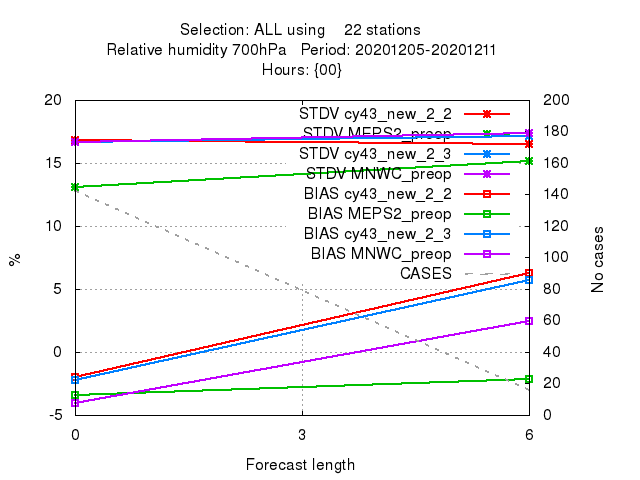 Selection: ALL using 22 stations
Relative humidity 700hPa Period: 20201205-20201211
Hours: {00}
20 200
STDV cy43_new_2_2
STDV MEPS2_preop
180
STDV cy43_new_2_3
15 160
STDV MNWC_preop
BIAS cy43_new_2_2
140
BIAS MEPS2_preop
10 120
BIAS cy43_new_2_3
BIAS MNWC_preop
100
% No cases
CASES
5 80
60
0 40
20
-5 0
0 3 6
Forecast length